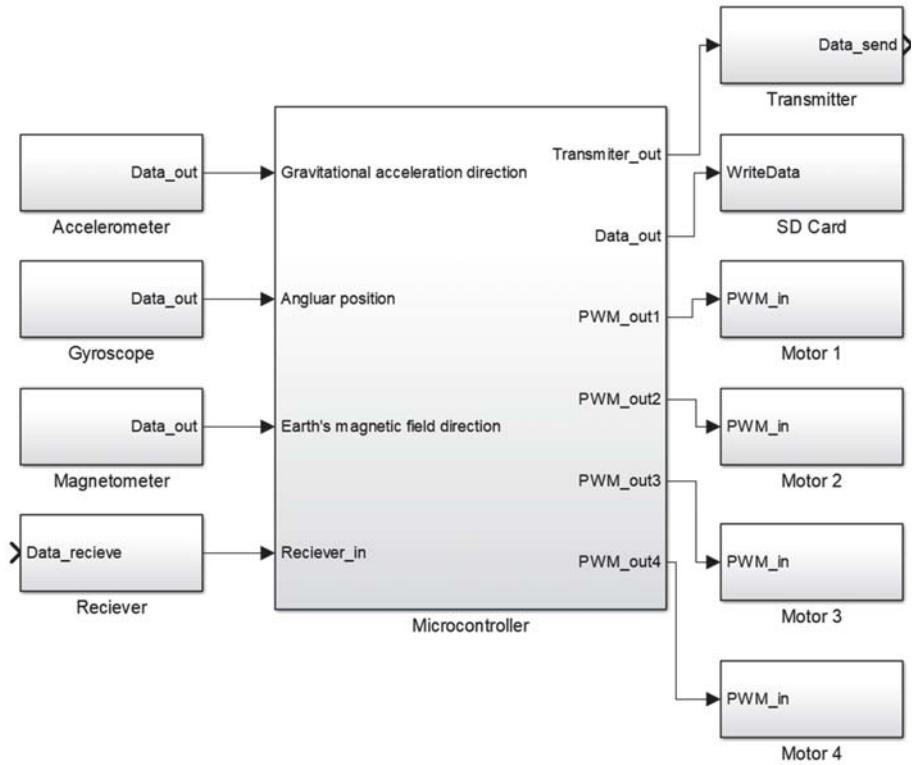 Data_send
Transmitter
Data_out
Accelerometer
Gravitational acceleration direction
Transmiter_out
WriteData
SD Card
Data_out
Data_out
Gyroscope
Angluar position
PWM_out1
PWM_in
Motor 1
Data_out
Magnetometer
Earth's magnetic field direction
PWM_out2
PWM_in
Motor 2
Data_recieve
Reciever
Reciever_in
PWM_out3
PWM_out4
PWM_in
Motor 3
Microcontroller
PWM_in
Motor 4